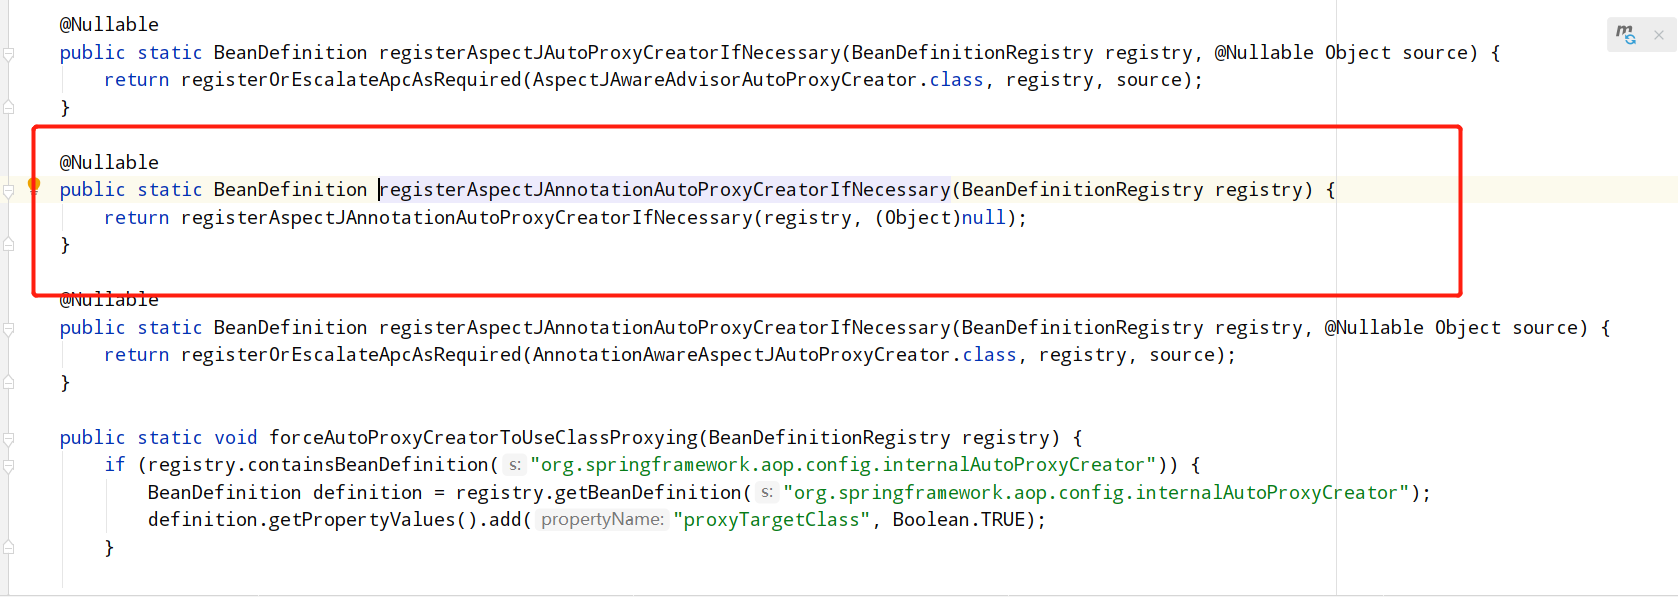 @Nullable
public static BeanDefinition registerAspectJAutoProxyCreatorIfNecessary(BeanDefinitionRegistry registry, @Nullable Object source) {
    return registerOrEscalateApcAsRequired(AspectJAwareAdvisorAutoProxyCreator.class, registry, source);
}
@Nullable
public static BeanDefinition registerAspectJAnnotationAutoProxyCreatorIfNecessary(BeanDefinitionRegistry registry) {
    return registerAspectJAnnotationAutoProxyCreatorIfNecessary(registry, (Object)null);
}
@Nullable
public static BeanDefinition registerAspectJAnnotationAutoProxyCreatorIfNecessary(BeanDefinitionRegistry registry, @Nullable Object source) {
    return registerOrEscalateApcAsRequired(AnnotationAwareAspectJAutoProxyCreator.class, registry, source);
}
public static void forceAutoProxyCreatorToUseClassProxying(BeanDefinitionRegistry registry) {
    if (registry.containsBeanDefinition( s: "org.springframework.aop.config.internalAutoProxyCreator")) {
        BeanDefinition definition = registry.getBeanDefinition( s: "org.springframework.aop.config.internalAutoProxyCreator");
        definition.getPropertyValues().add( propertyName: "proxyTargetClass", Boolean.TRUE);
    }
m